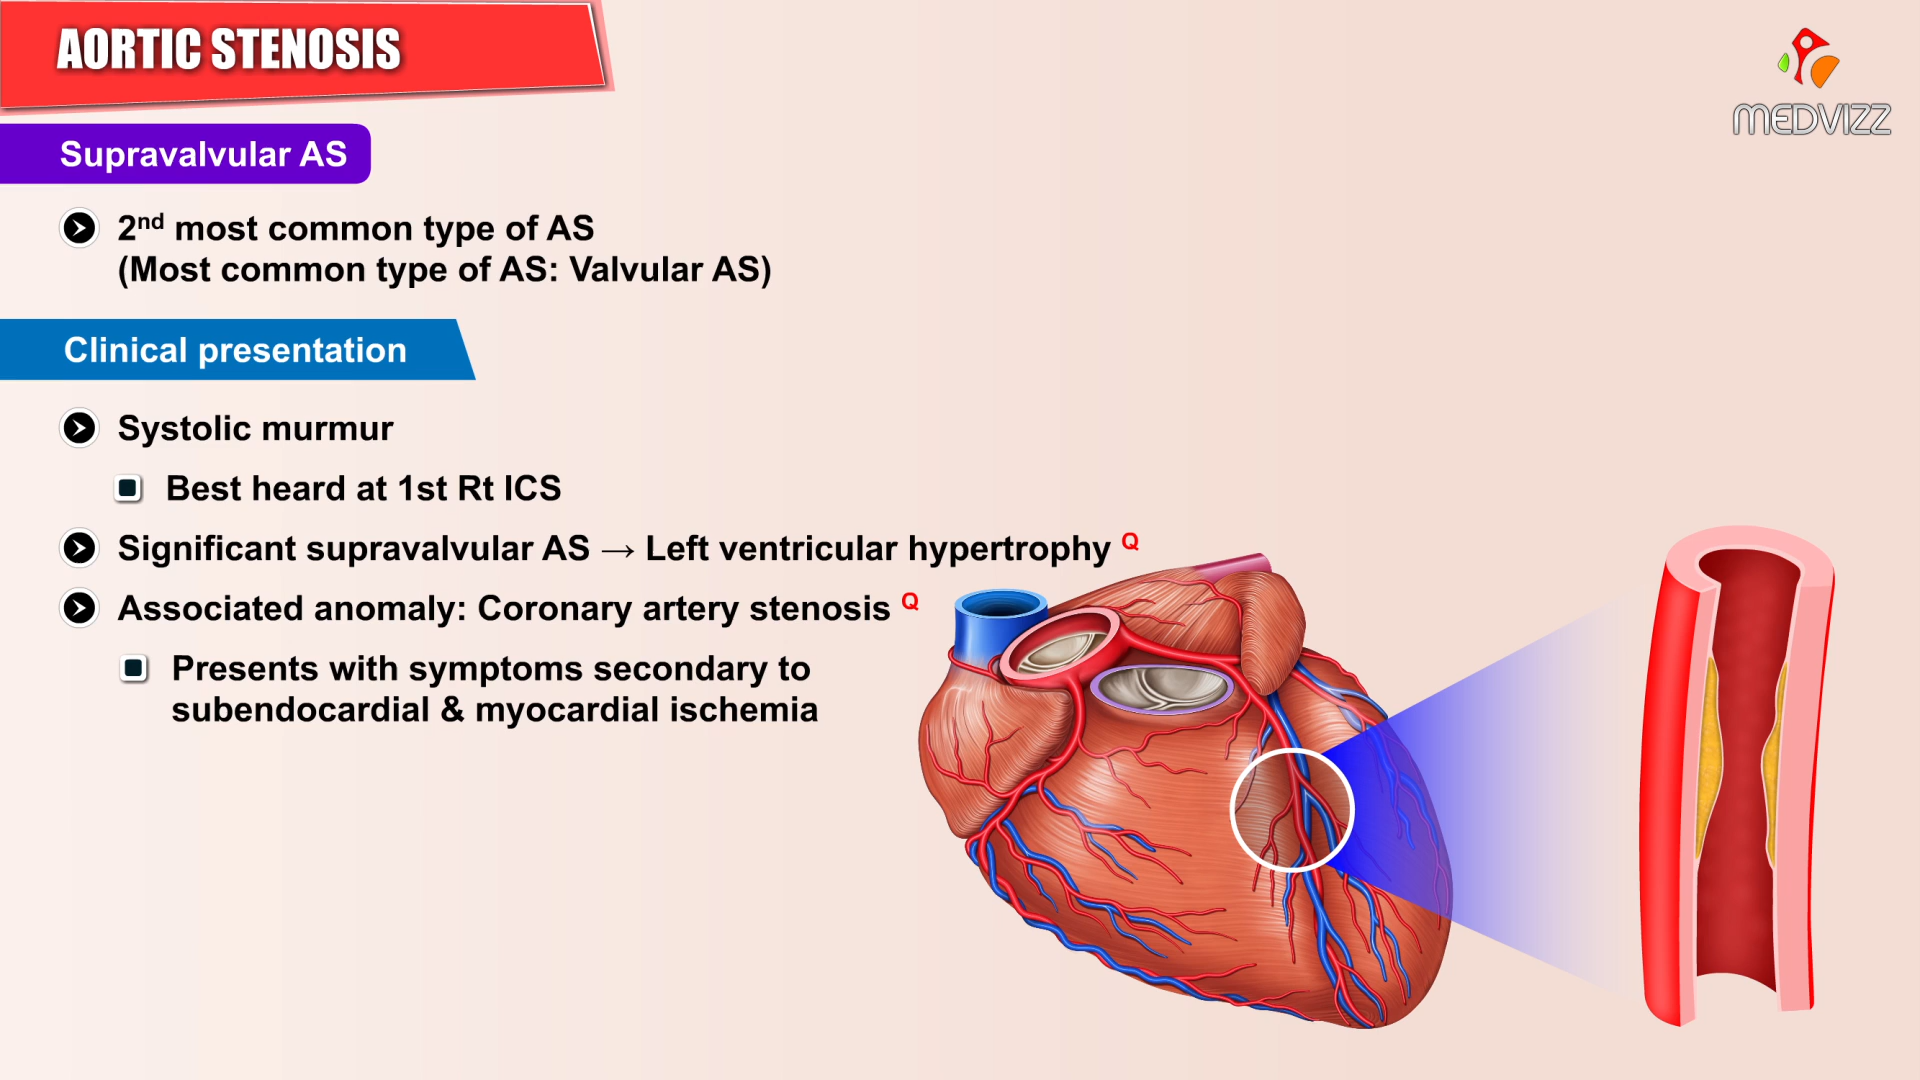 AORTIC STENOSIS
MEDVIZZ
Supravalvular AS
2nd most common type of AS
(Most common type of AS: Valvular AS)
Clinical presentation
Systolic murmur
Best heard at 1st Rt ICS
Significant supravalvular AS → Left ventricular hypertrophy Q
Associated anomaly: Coronary artery stenosis Q
Presents with symptoms secondary to
subendocardial & myocardial ischemia